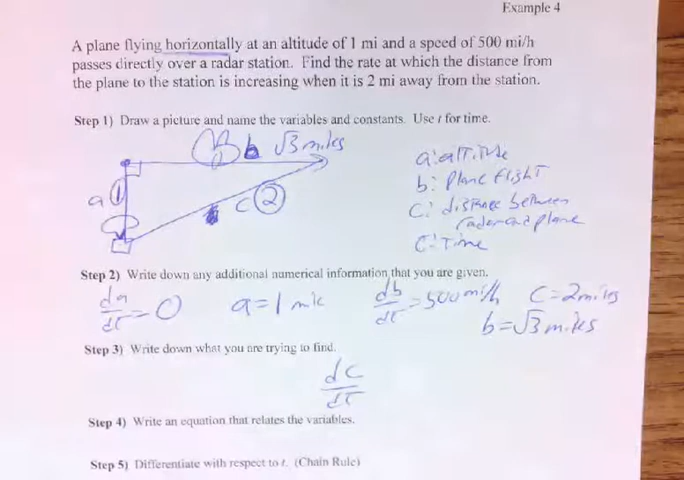 Example 4
A plane flying horizontally at an altitude of 1 mi and a speed of 500 mi/h
passes directly over a radar station. Find the rate at which the distance from
the plane to the station is increasing when it is 2 mi away from the station.
Step 1) Draw a picture and name the variables and constants. Use t for time.
b √3 miles
a 1
c 2
a: altitude
b: Plane flight
c: distance between
radar and plane
t: Time
Step 2) Write down any additional numerical information that you are given.
da/dt = 0 a = 1 mile db/dt = 500 mi/h c = 2 miles
b = √3 miles
Step 3) Write down what you are trying to find.
dc/dt
Step 4) Write an equation that relates the variables.
Step 5) Differentiate with respect to t. (Chain Rule)